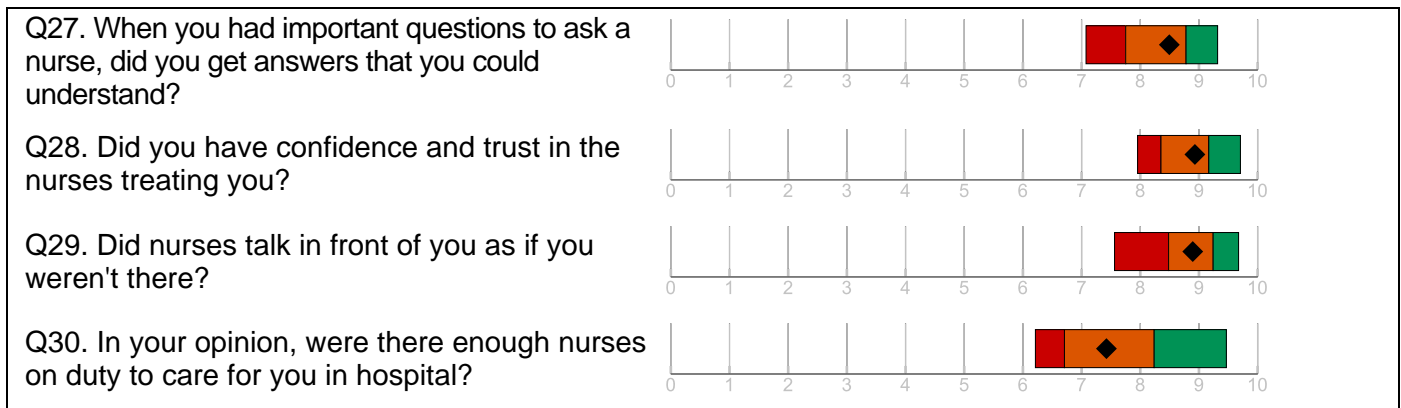 Q27. When you had important questions to ask a
nurse, did you get answers that you could
understand?
0 1 2 3 4 5 6 7 8 9 10
Q28. Did you have confidence and trust in the
nurses treating you?
0 1 2 3 4 5 6 7 8 9 10
Q29. Did nurses talk in front of you as if you
weren't there?
0 1 2 3 4 5 6 7 8 9 10
Q30. In your opinion, were there enough nurses
on duty to care for you in hospital?
0 1 2 3 4 5 6 7 8 9 10